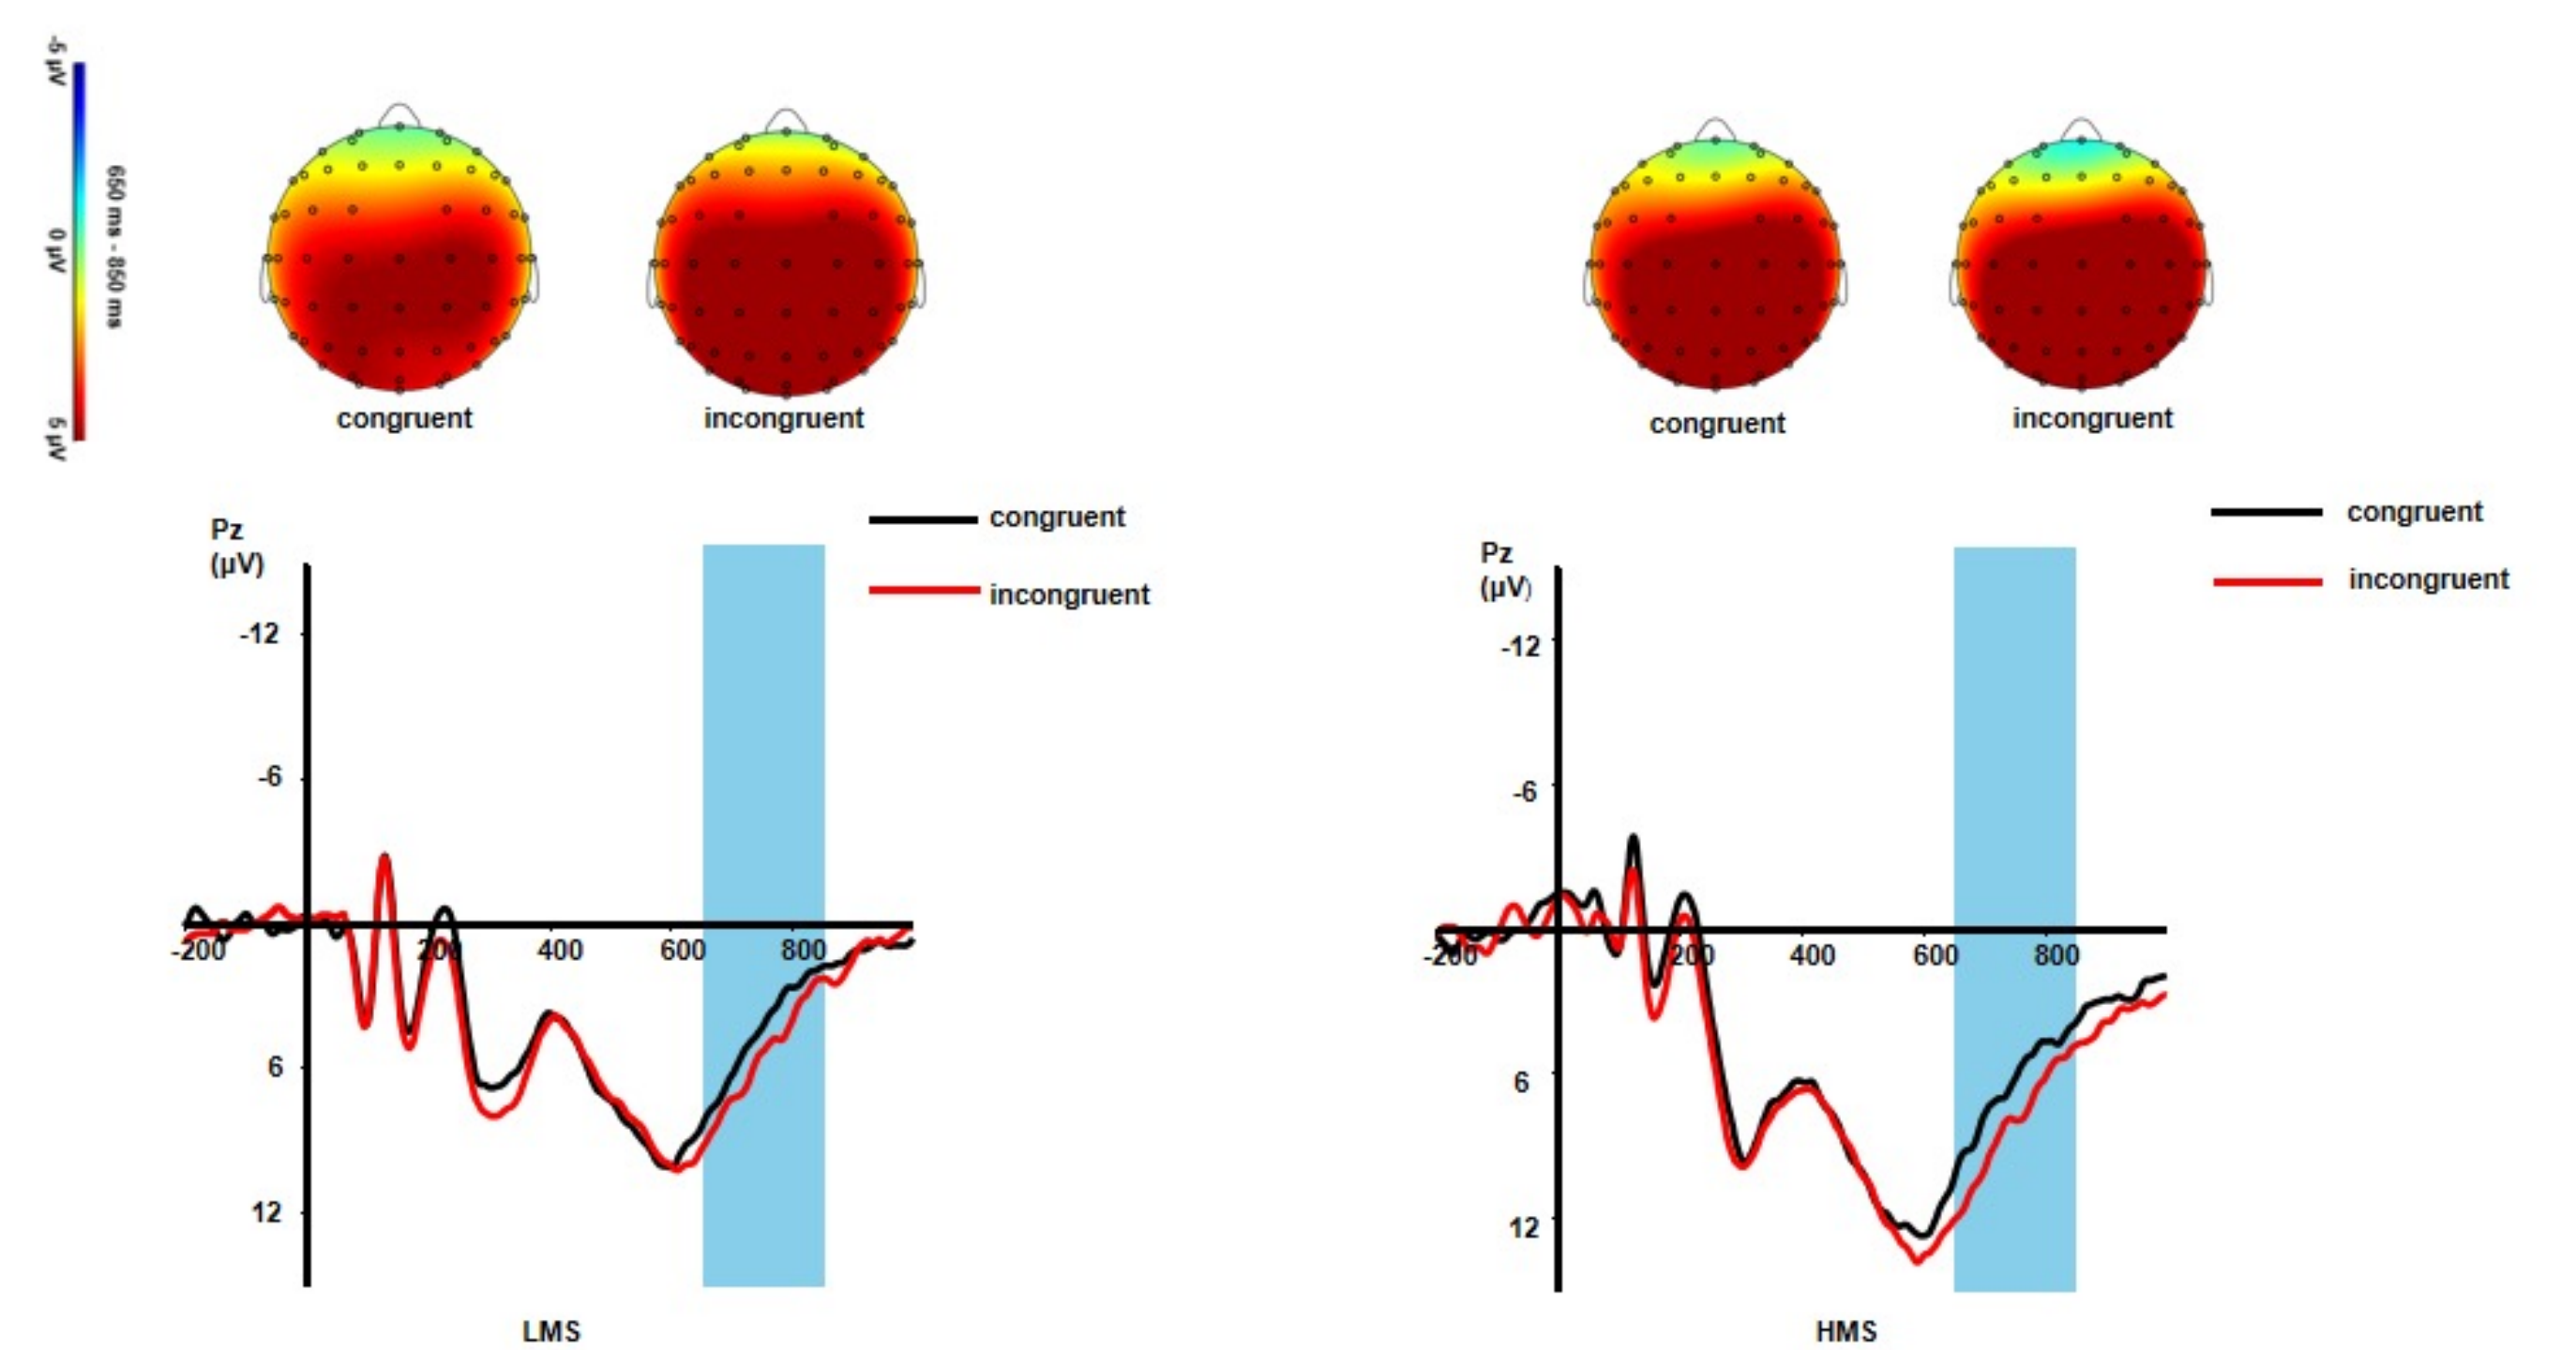 -6 μV
0 μV
6 μV
650 ms - 850 ms
congruent
incongruent
congruent
incongruent
Pz
(μV)
-12
-6
6
12
-200
200
400
600
800
congruent
incongruent
LMS
Pz
(μV)
-12
-6
6
12
-200
200
400
600
800
congruent
incongruent
HMS